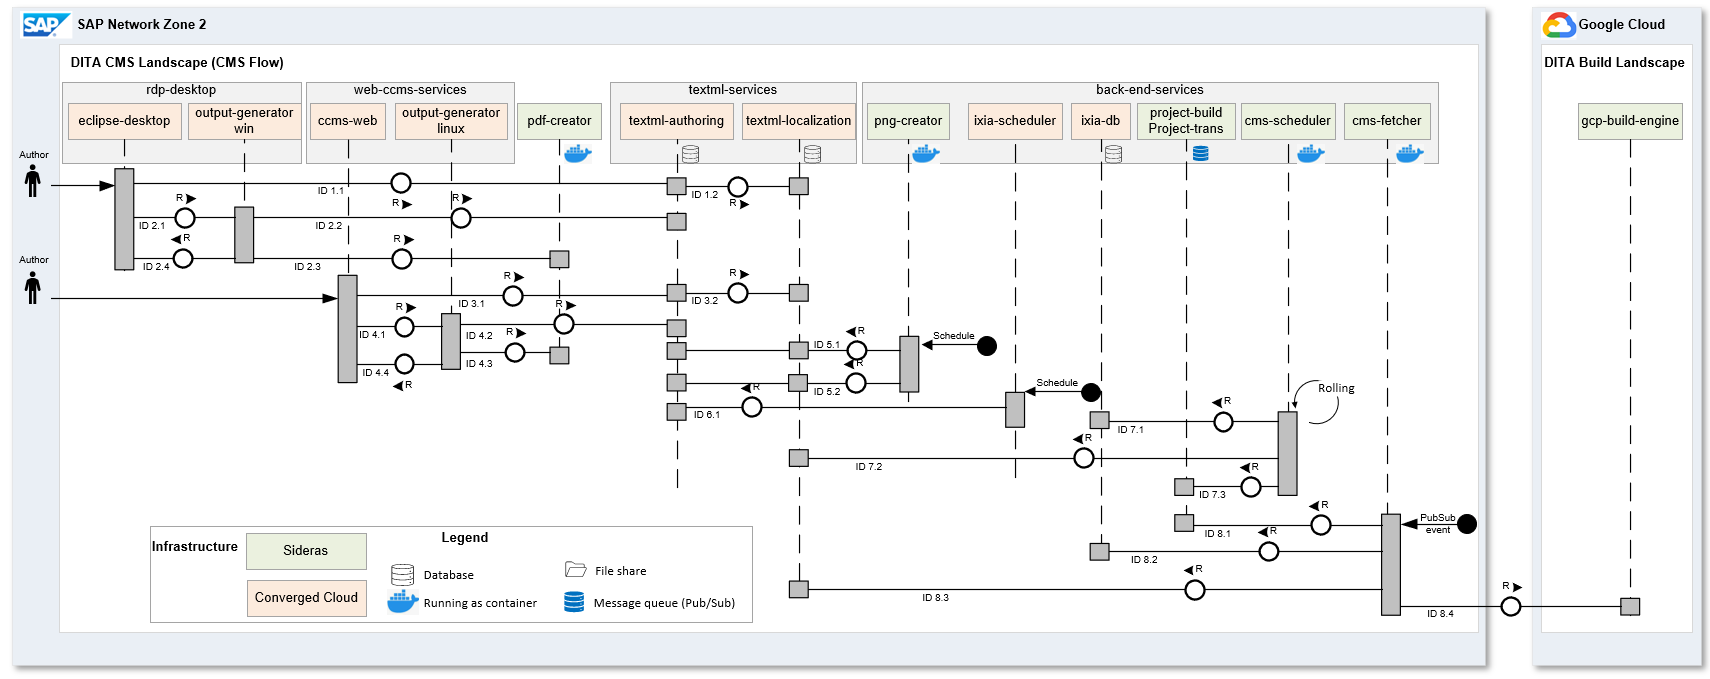 SAP
SAP Network Zone 2
Google Cloud
DITA CMS Landscape (CMS Flow)
DITA Build Landscape
rdp-desktop
web-ccms-services
textml-services
back-end-services
eclipse-desktop
output-generator
win
ccms-web
output-generator
linux
pdf-creator
textml-authoring
textml-localization
png-creator
ixia-scheduler
ixia-db
project-build
Project-trans
cms-scheduler
cms-fetcher
gcp-build-engine
Author
ID 1.1
R
ID 1.2
R
R
ID 2.1
R
ID 2.2
R
ID 2.4
R
ID 2.3
Author
R
ID 3.1
R
ID 3.2
R
ID 4.1
R
ID 4.2
R
ID 4.3
ID 4.4
R
R
ID 5.1
Schedule
R
ID 5.2
R
ID 6.1
Schedule
Rolling
R
ID 7.1
R
ID 7.2
R
ID 7.3
R
ID 8.1
PubSub
event
R
ID 8.2
R
ID 8.3
R
ID 8.4
Legend
Infrastructure
Sideras
Converged Cloud
Database
File share
Running as container
Message queue (Pub/Sub)